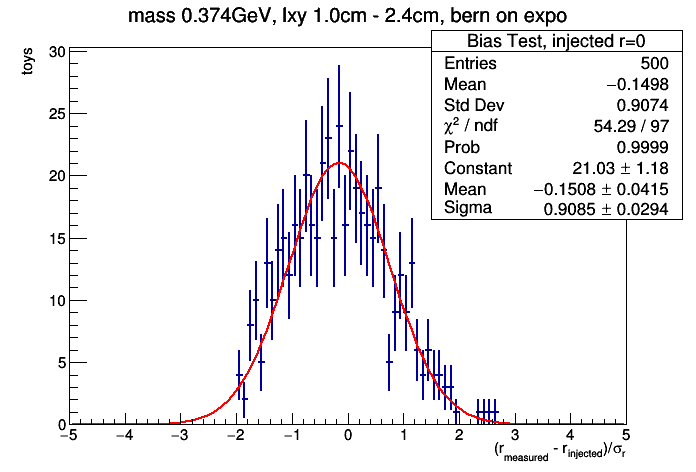 mass 0.374GeV, lxy 1.0cm - 2.4cm, bern on expo
toys
Bias Test, injected r=0
Entries 500
Mean −0.1498
Std Dev 0.9074
χ² / ndf 54.29 / 97
Prob 0.9999
Constant 21.03 ± 1.18
Mean −0.1508 ± 0.0415
Sigma 0.9085 ± 0.0294
30
25
20
15
10
5
0
−5 −4 −3 −2 −1 0 1 2 3 4 5
(r_measured - r_injected)/σ_r